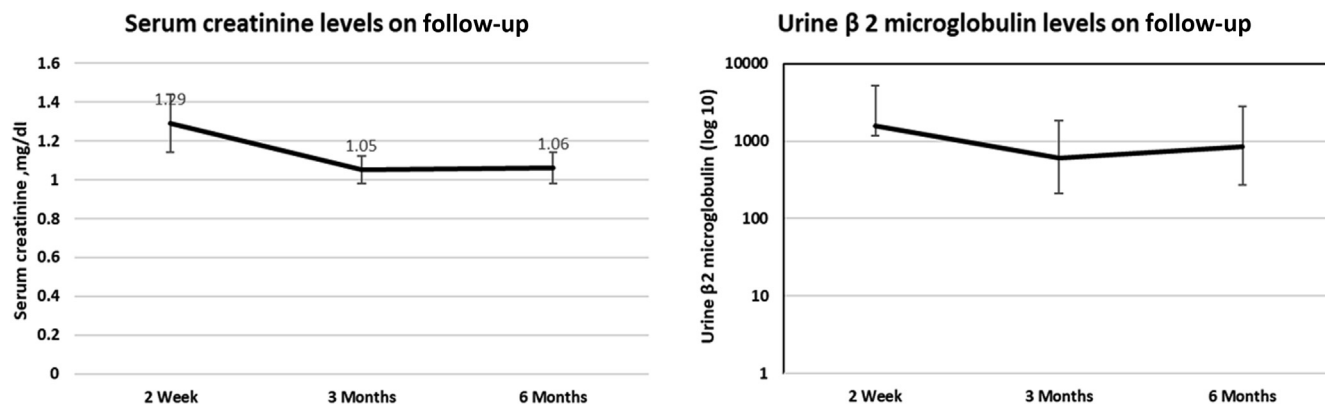 Serum creatinine levels on follow-up
Serum creatinine ,mg/dl
1.6
1.4
1.2
1
0.8
0.6
0.4
0.2
0
1.29
1.05
1.06
2 Week
3 Months
6 Months
Urine β 2 microglobulin levels on follow-up
Urine β2 microglobulin (log 10)
10000
1000
100
10
1
2 Week
3 Months
6 Months